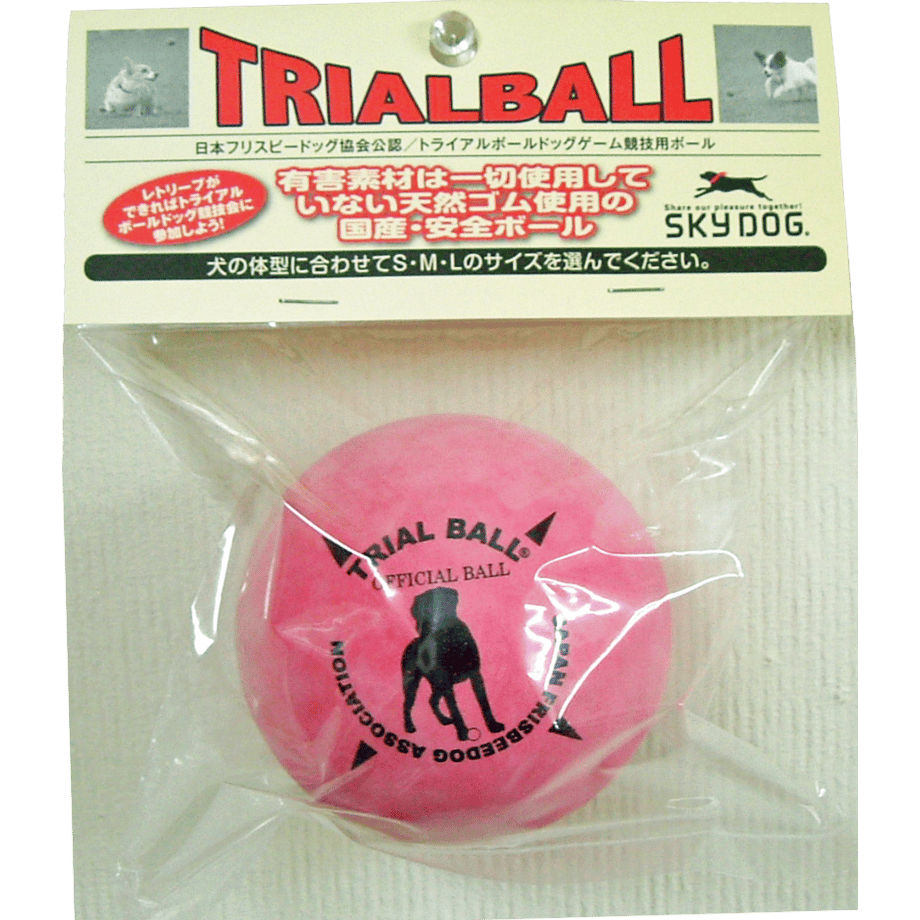 TRIALBALL
日本フリスビードッグ協会公認/トライアルボールドッグゲーム競技用ボール
レトリーブが
できればトライアル
ボールドッグ競技会に
参加しよう!
有害素材は一切使用して
いない天然ゴム使用の
国産・安全ボール
Share our pleasure together!
SKYDOG®
犬の体型に合わせてS・M・Lのサイズを選んでください。
TRIAL BALL®
OFFICIAL BALL
JAPAN FRISBEEDOG ASSOCIATION